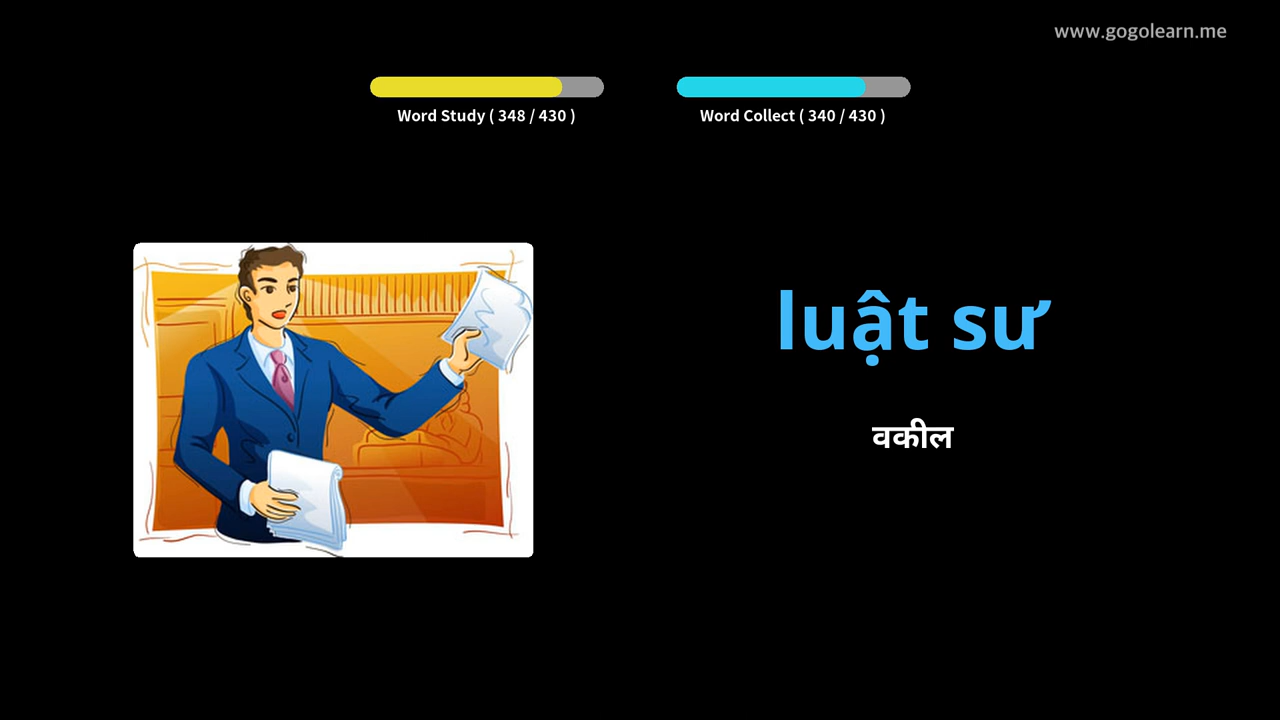 www.gogolearn.me
Word Study ( 348 / 430 )
Word Collect ( 340 / 430 )
luật sư
वकील